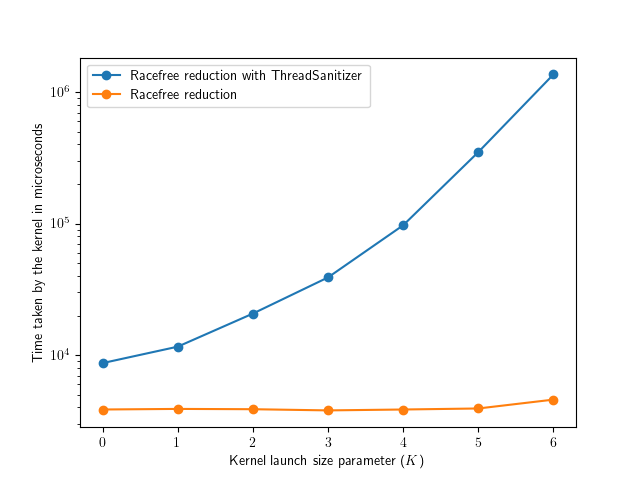 Racefree reduction with ThreadSanitizer
Racefree reduction
10^6
10^5
10^4
Time taken by the kernel in microseconds
0 1 2 3 4 5 6
Kernel launch size parameter (K)